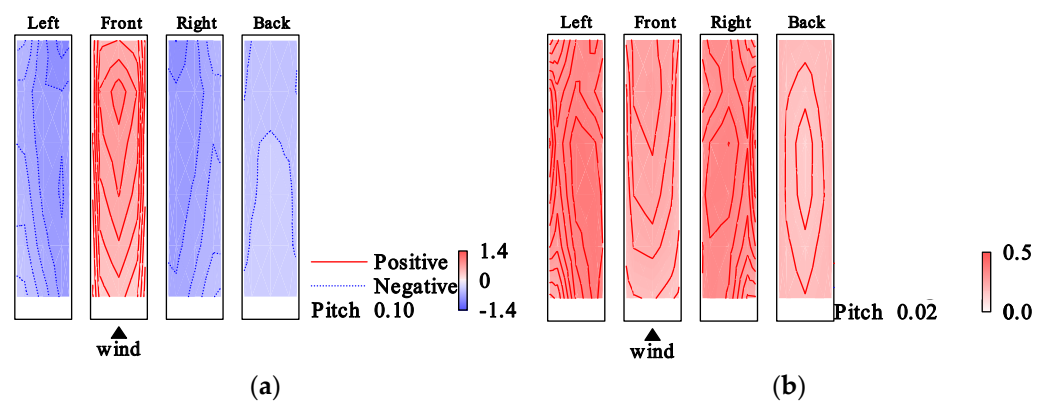 Left Front Right Back
Positive
Negative
Pitch 0.10
1.4
0
-1.4
wind
(a)
Left Front Right Back
Pitch 0.02
0.5
0.0
wind
(b)